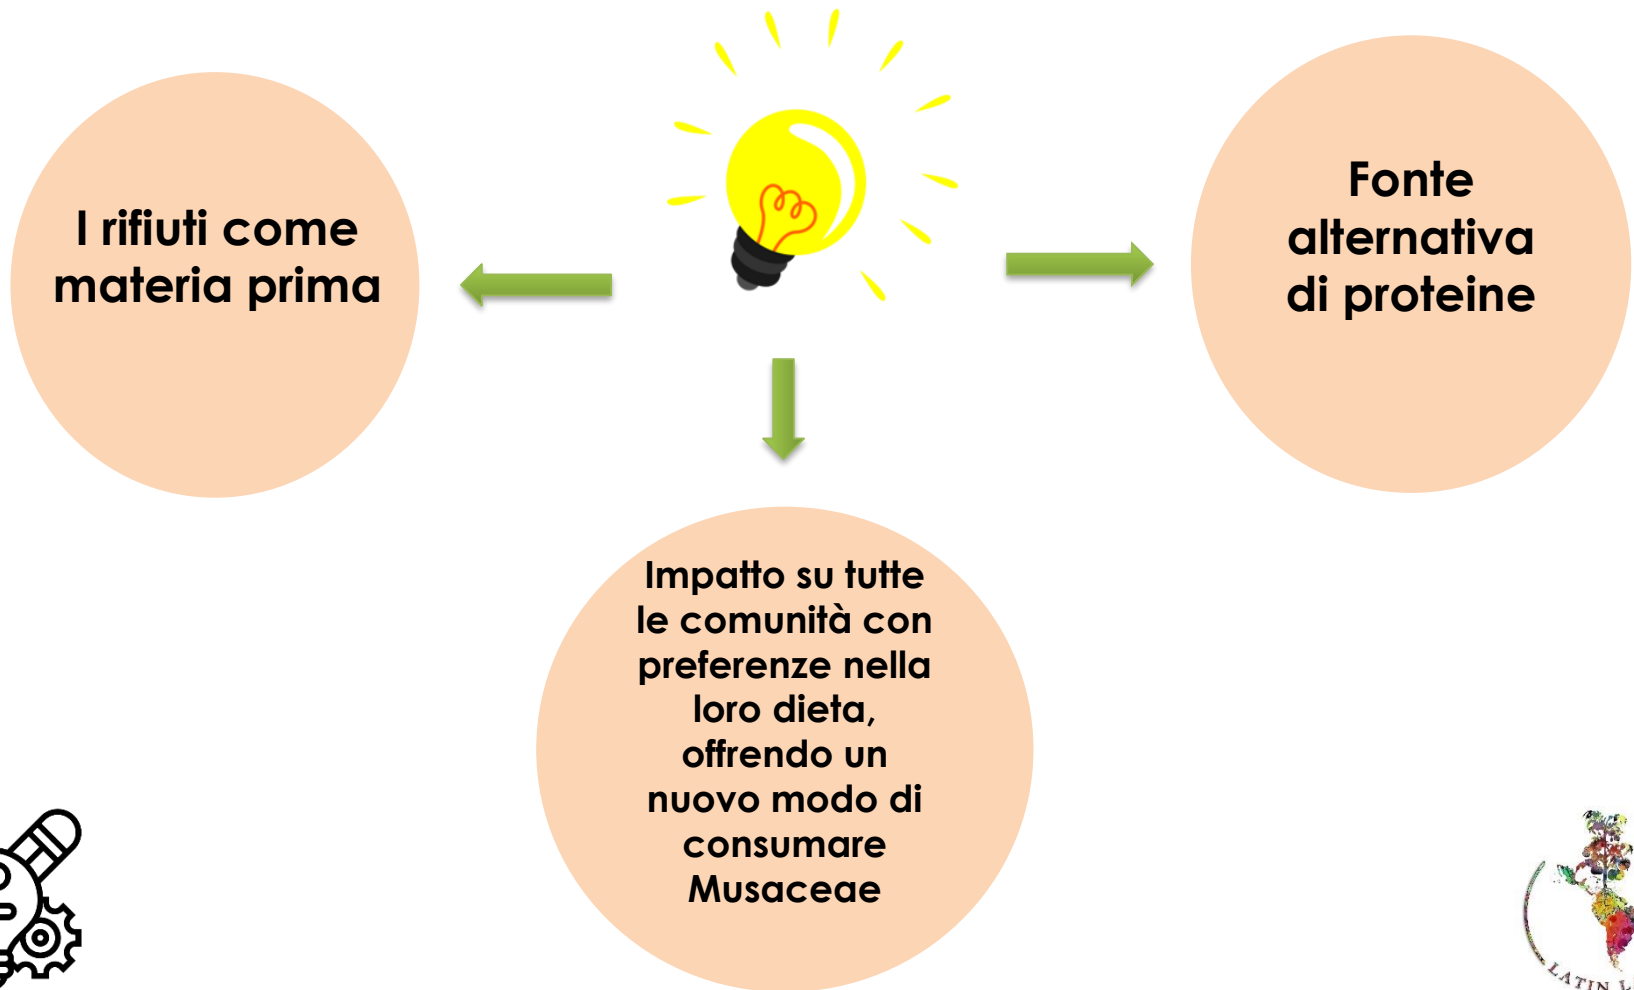 I rifiuti come
materia prima
Fonte
alternativa
di proteine
Impatto su tutte
le comunità con
preferenze nella
loro dieta,
offrendo un
nuovo modo di
consumare
Musaceae
LATIN